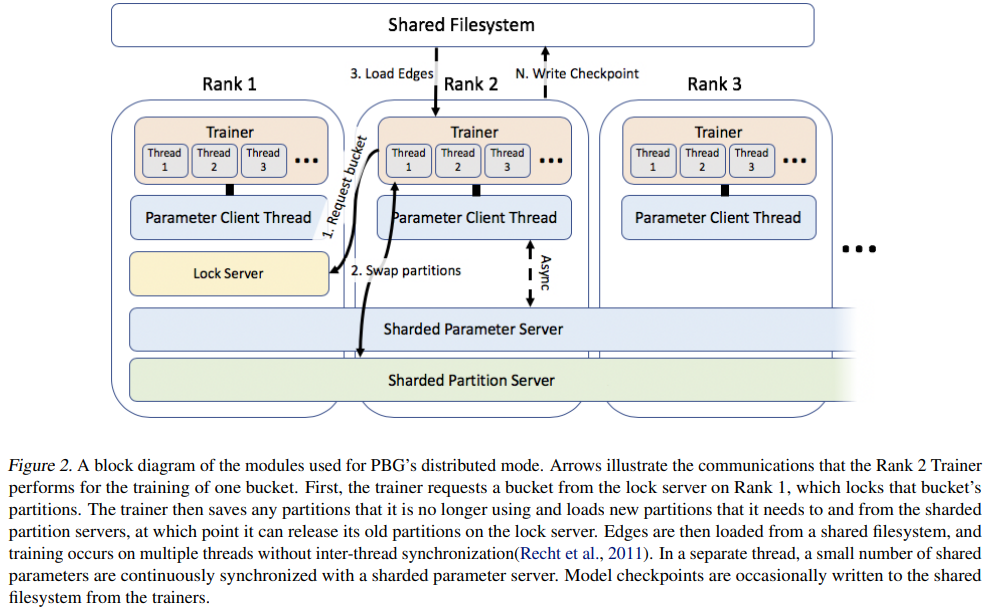 Shared Filesystem
3. Load Edges
N. Write Checkpoint
Rank 1
Rank 2
Rank 3
Trainer
Thread 1
Thread 2
Thread 3
...
Trainer
Thread 1
Thread 2
Thread 3
...
Trainer
Thread 1
Thread 2
Thread 3
...
1. Request bucket
Parameter Client Thread
Parameter Client Thread
Parameter Client Thread
...
Lock Server
2. Swap partitions
Async
Sharded Parameter Server
Sharded Partition Server
Figure 2. A block diagram of the modules used for PBG's distributed mode. Arrows illustrate the communications that the Rank 2 Trainer
performs for the training of one bucket. First, the trainer requests a bucket from the lock server on Rank 1, which locks that bucket's
partitions. The trainer then saves any partitions that it is no longer using and loads new partitions that it needs to and from the sharded
partition servers, at which point it can release its old partitions on the lock server. Edges are then loaded from a shared filesystem, and
training occurs on multiple threads without inter-thread synchronization(Recht et al., 2011). In a separate thread, a small number of shared
parameters are continuously synchronized with a sharded parameter server. Model checkpoints are occasionally written to the shared
filesystem from the trainers.